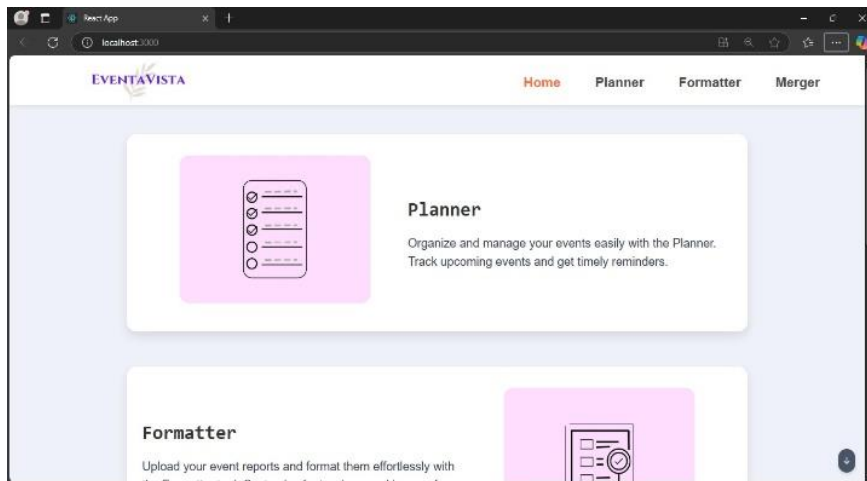 React App
localhost:3000
EVENTAVISTA
Home Planner Formatter Merger
Planner
Organize and manage your events easily with the Planner.
Track upcoming events and get timely reminders.
Formatter
Upload your event reports and format them effortlessly with